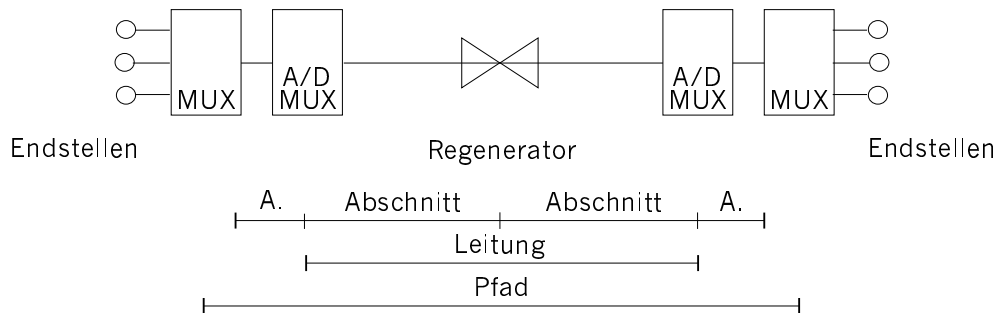 MUX
A/D
MUX
A/D
MUX
MUX
Endstellen
Regenerator
Endstellen
A.
Abschnitt
Abschnitt
A.
Leitung
Pfad